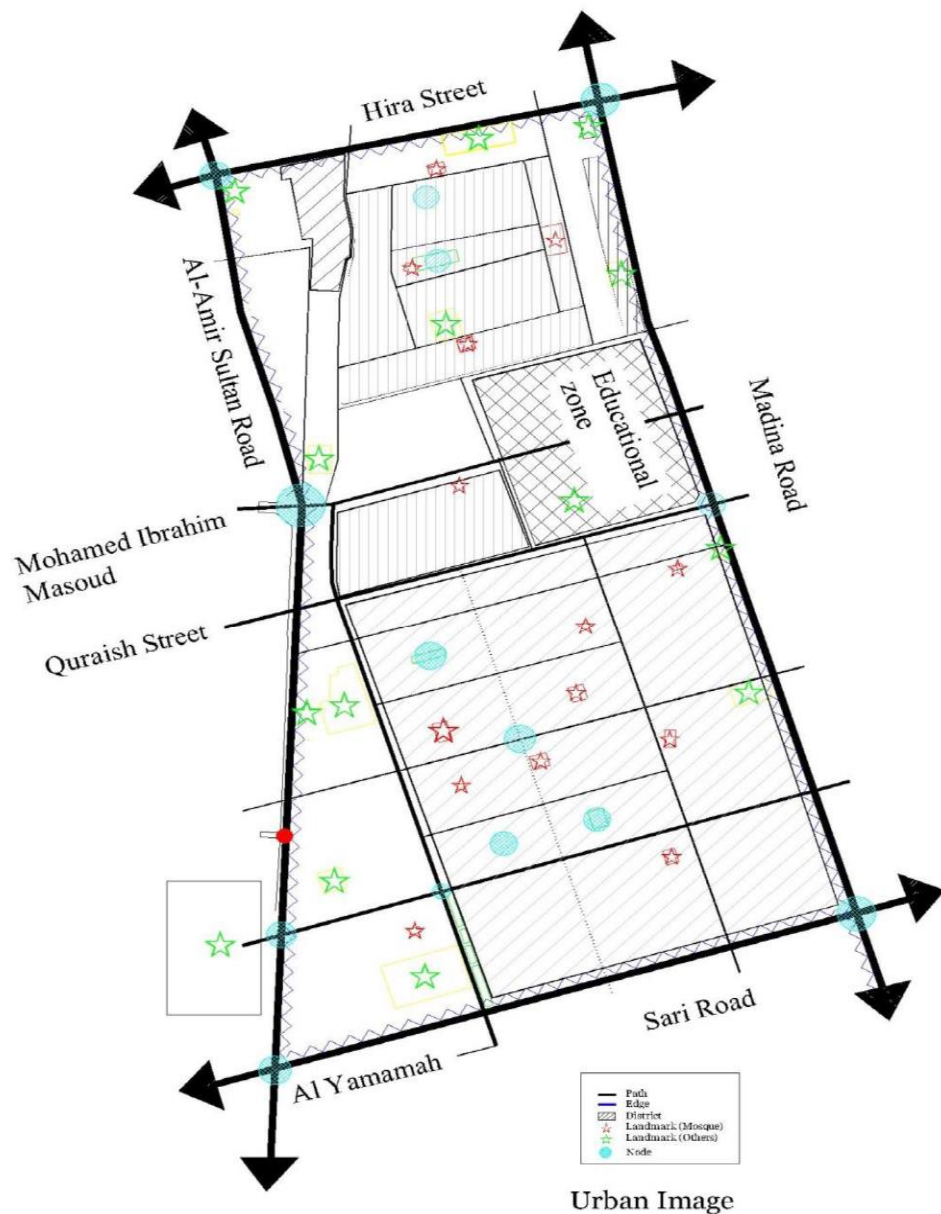 Hira Street
Al-Amir Sultan Road
Educational
zone
Madina Road
Mohamed Ibrahim
Masoud
Quraish Street
Sari Road
Al Yamamah
Path
Edge
District
Landmark (Mosque)
Landmark (Others)
Node
Urban Image